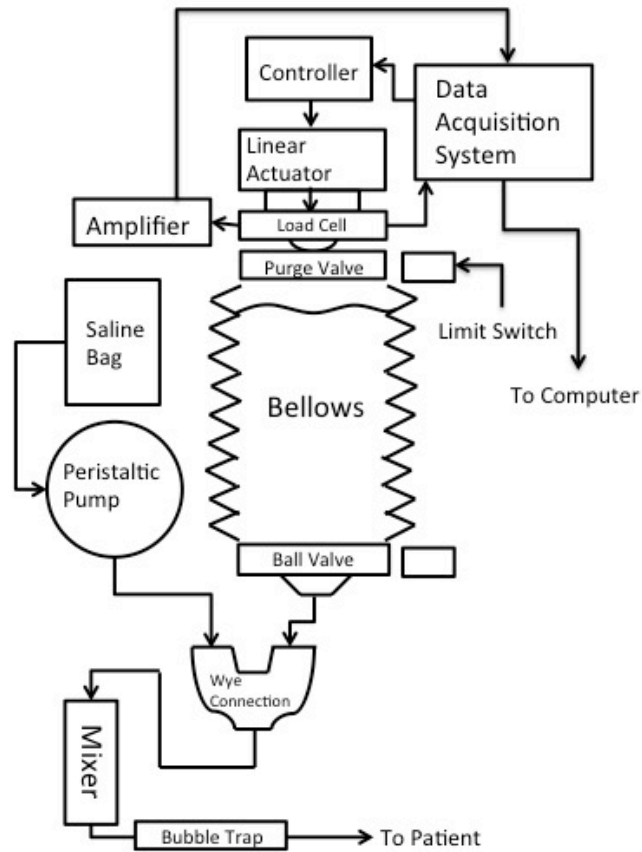 Controller
Data
Acquisition
System
Linear
Actuator
Amplifier
Load Cell
Purge Valve
Limit Switch
Saline
Bag
To Computer
Bellows
Peristaltic
Pump
Ball Valve
Wye
Connection
Mixer
Bubble Trap
To Patient